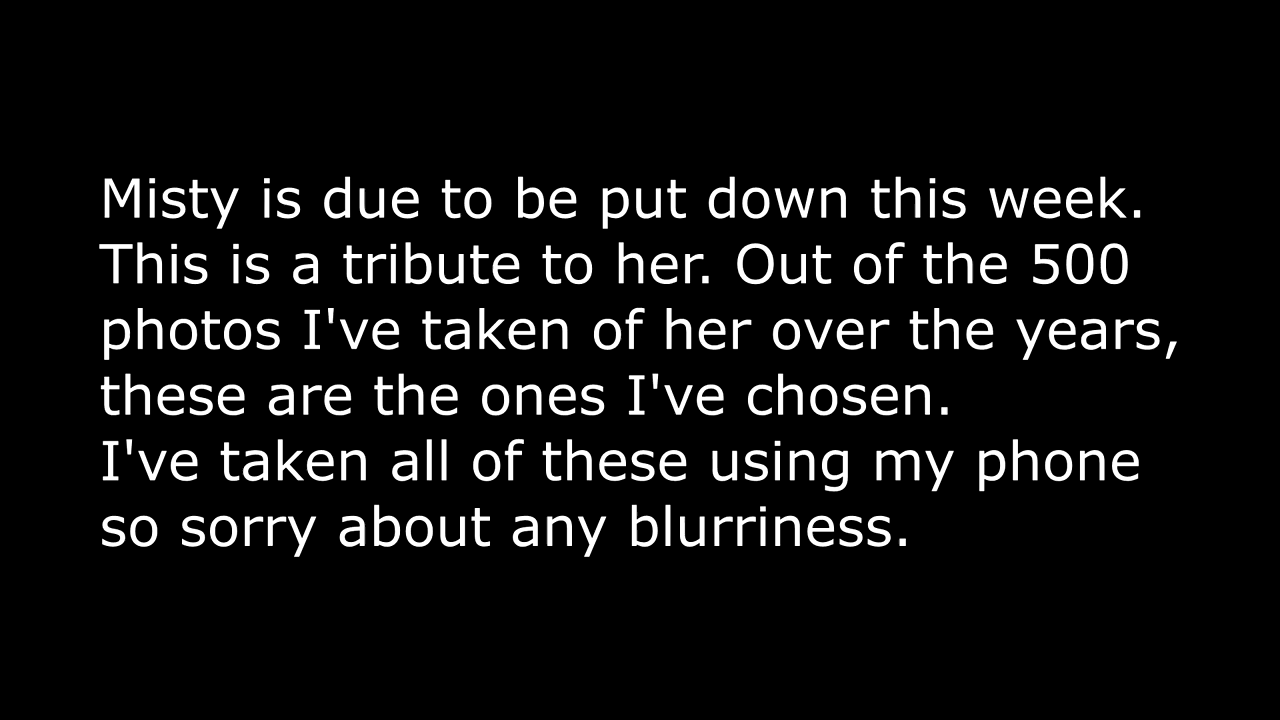 Misty is due to be put down this week.
This is a tribute to her. Out of the 500
photos I've taken of her over the years,
these are the ones I've chosen.
I've taken all of these using my phone
so sorry about any blurriness.